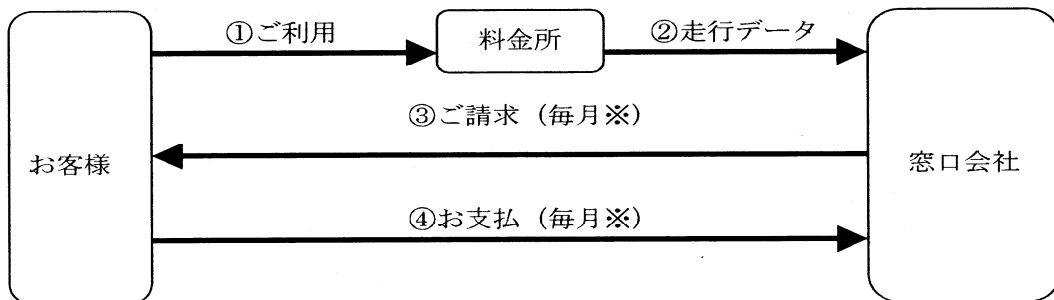 ①ご利用
料金所
②走行データ
③ご請求（毎月※）
お客様
窓口会社
④お支払（毎月※）